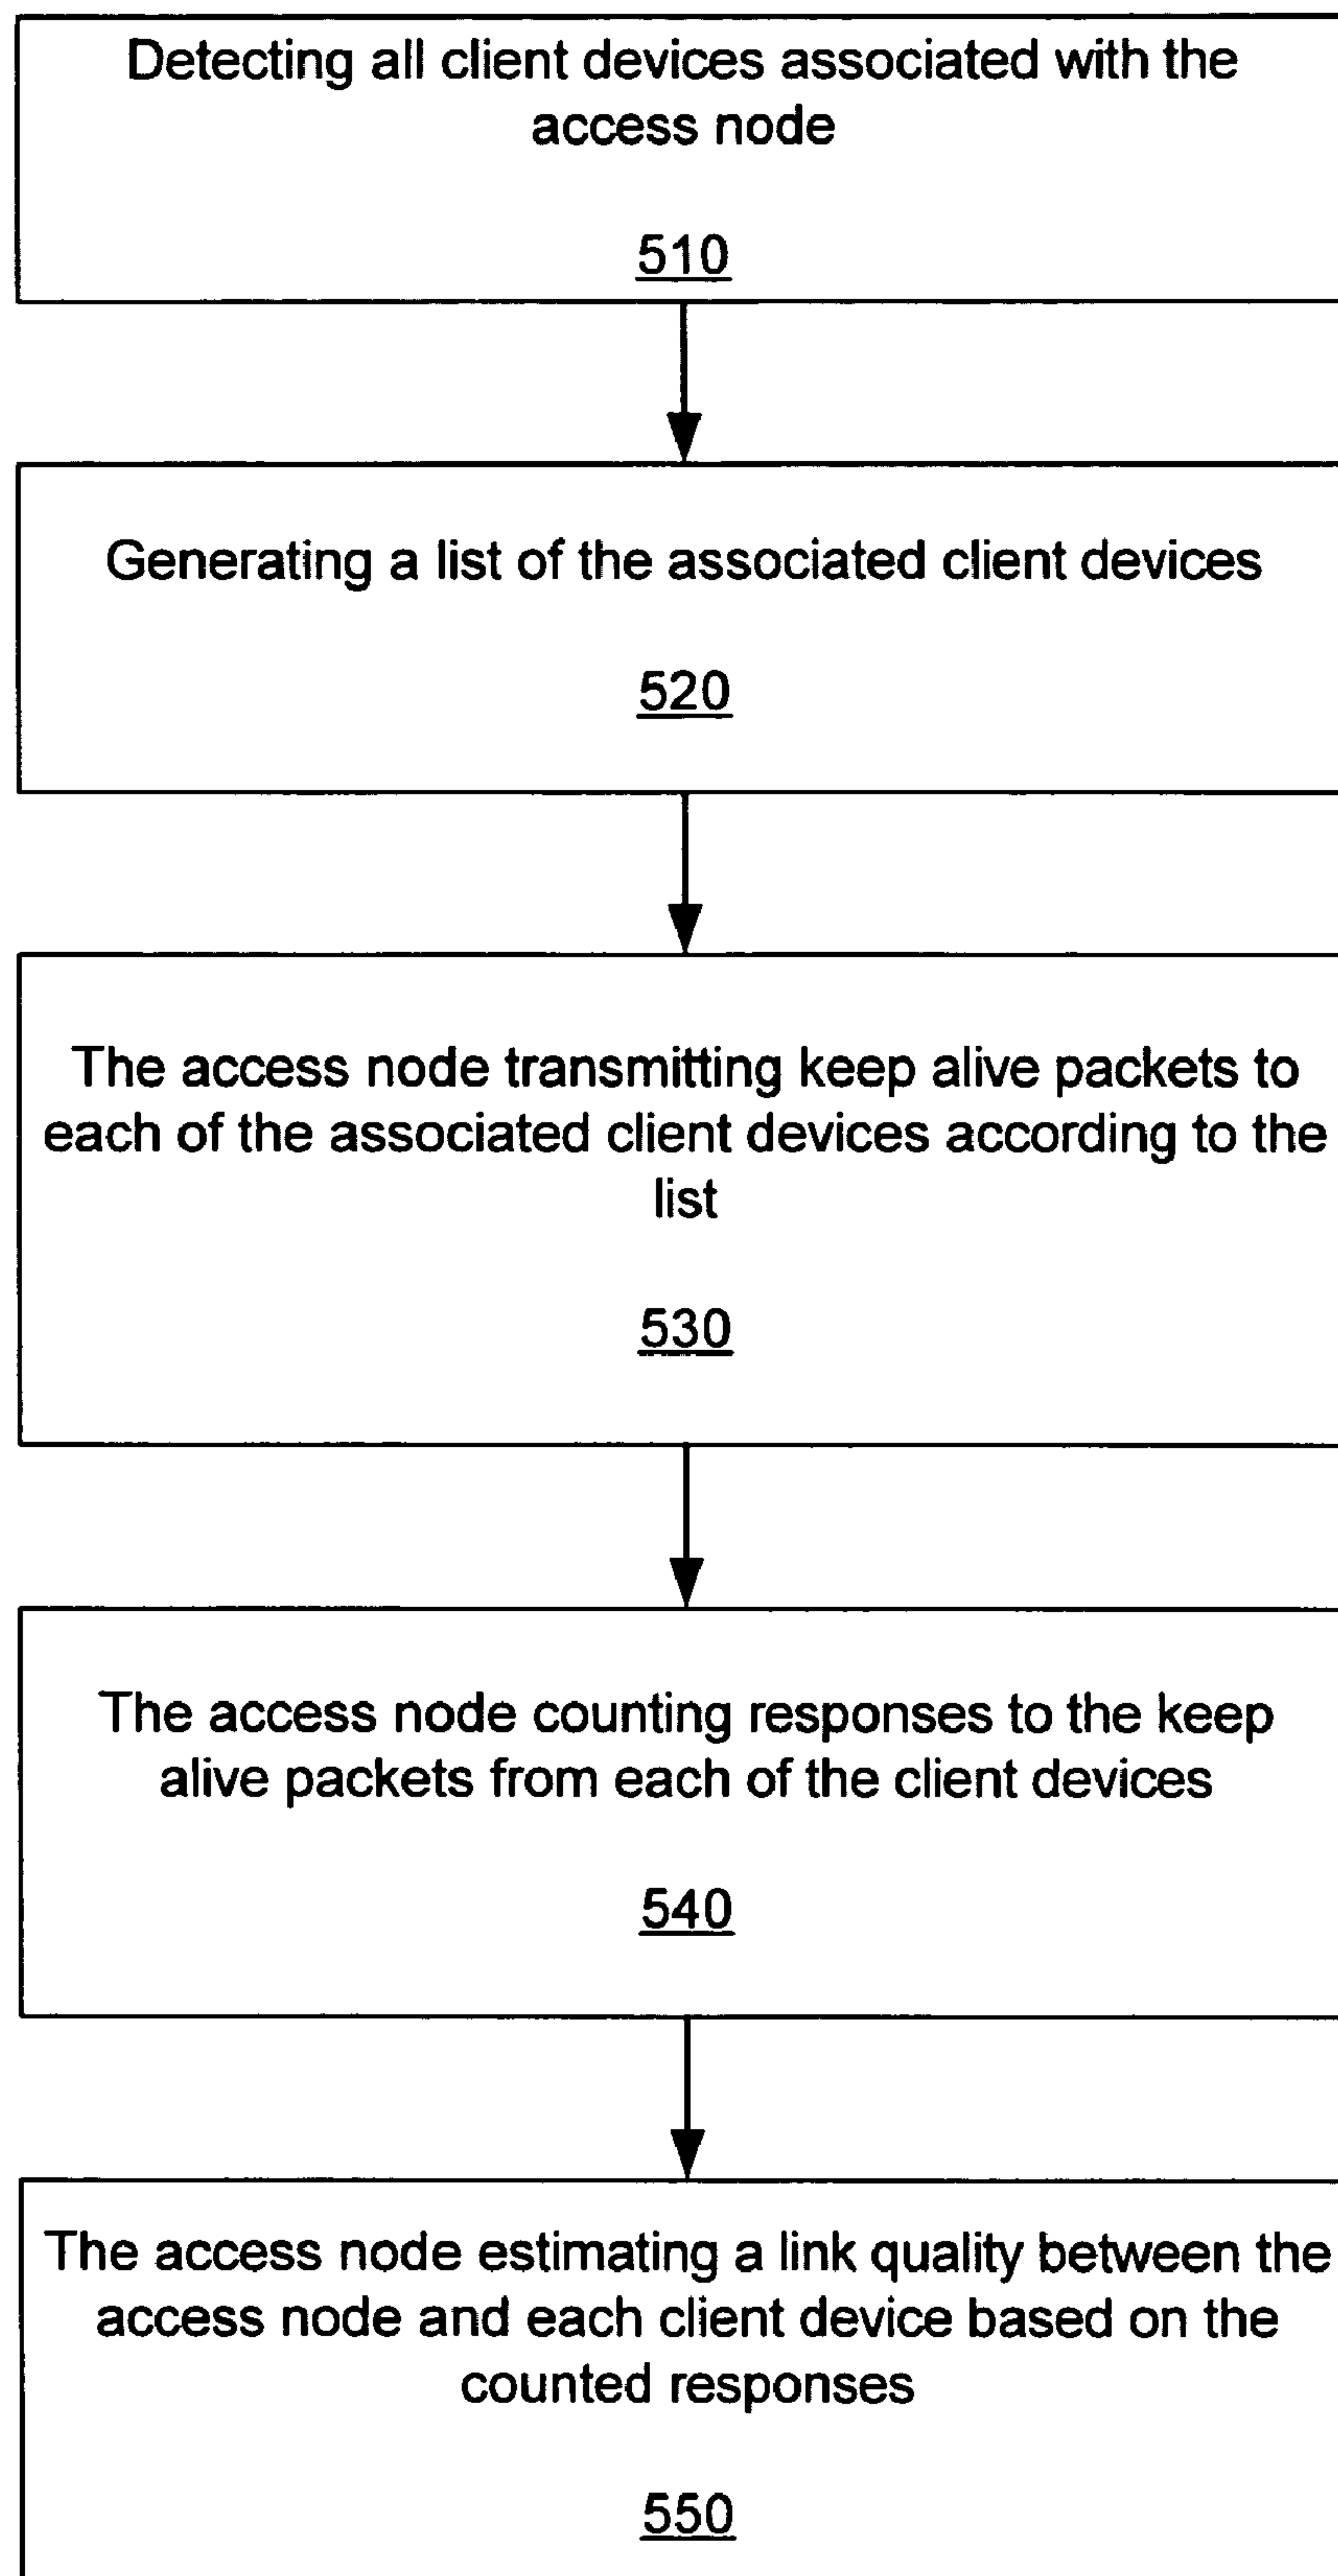 Detecting all client devices associated with the
access node
510
Generating a list of the associated client devices
520
The access node transmitting keep alive packets to
each of the associated client devices according to the
list
530
The access node counting responses to the keep
alive packets from each of the client devices
540
The access node estimating a link quality between the
access node and each client device based on the
counted responses
550